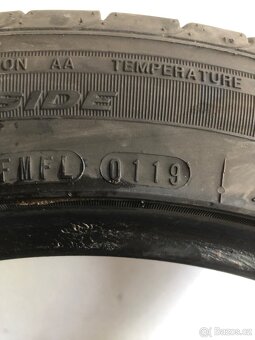 ON AA TEMPERATURE
SIDE
FMFL 0119
bazos.cz